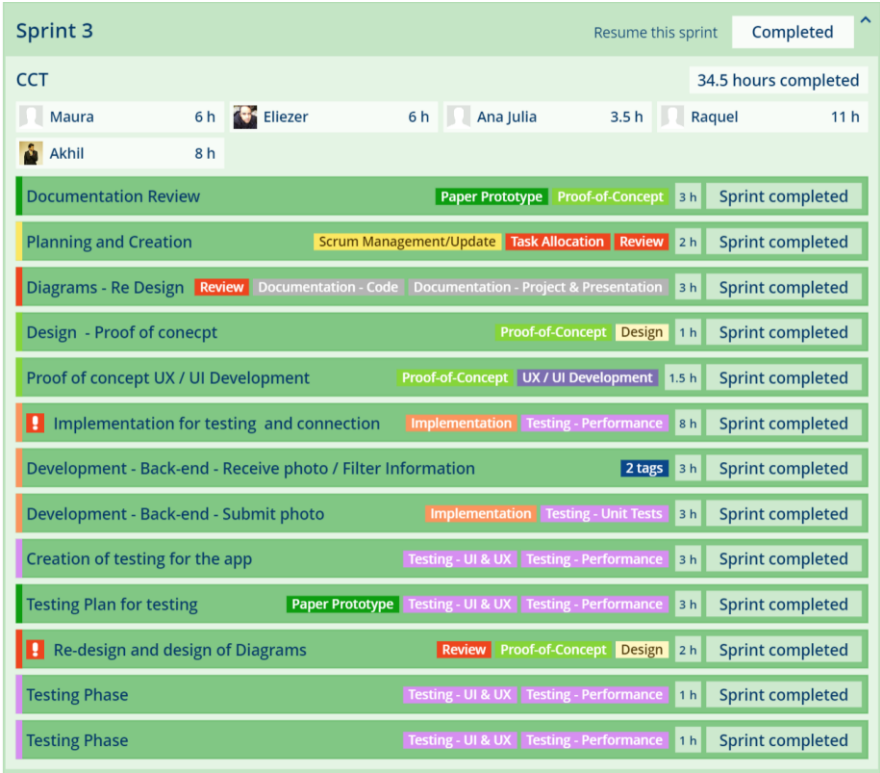 Sprint 3 Resume this sprint Completed
CCT 34.5 hours completed
Maura 6 h Eliezer 6 h Ana Julia 3.5 h Raquel 11 h
Akhil 8 h
Documentation Review Paper Prototype Proof-of-Concept 3 h Sprint completed
Planning and Creation Scrum Management/Update Task Allocation Review 2 h Sprint completed
Diagrams - Re Design Review Documentation - Code Documentation - Project & Presentation 3 h Sprint completed
Design - Proof of conecpt Proof-of-Concept Design 1 h Sprint completed
Proof of concept UX / UI Development Proof-of-Concept UX / UI Development 1.5 h Sprint completed
Implementation for testing and connection Implementation Testing - Performance 8 h Sprint completed
Development - Back-end - Receive photo / Filter Information 2 tags 3 h Sprint completed
Development - Back-end - Submit photo Implementation Testing - Unit Tests 3 h Sprint completed
Creation of testing for the app Testing - UI & UX Testing - Performance 3 h Sprint completed
Testing Plan for testing Paper Prototype Testing - UI & UX Testing - Performance 3 h Sprint completed
Re-design and design of Diagrams Review Proof-of-Concept Design 2 h Sprint completed
Testing Phase Testing - UI & UX Testing - Performance 1 h Sprint completed
Testing Phase Testing - UI & UX Testing - Performance 1 h Sprint completed